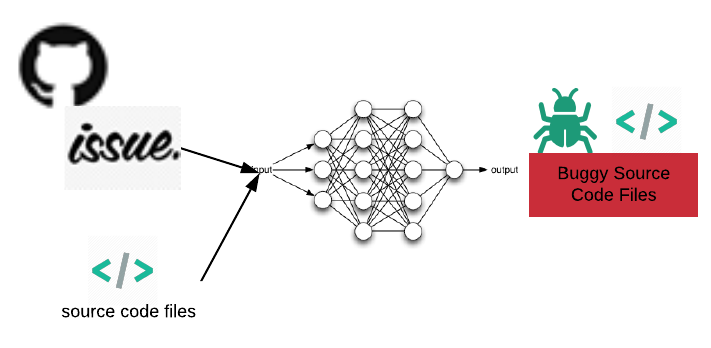 issue.
input
output
Buggy Source
Code Files
</>
</>
source code files